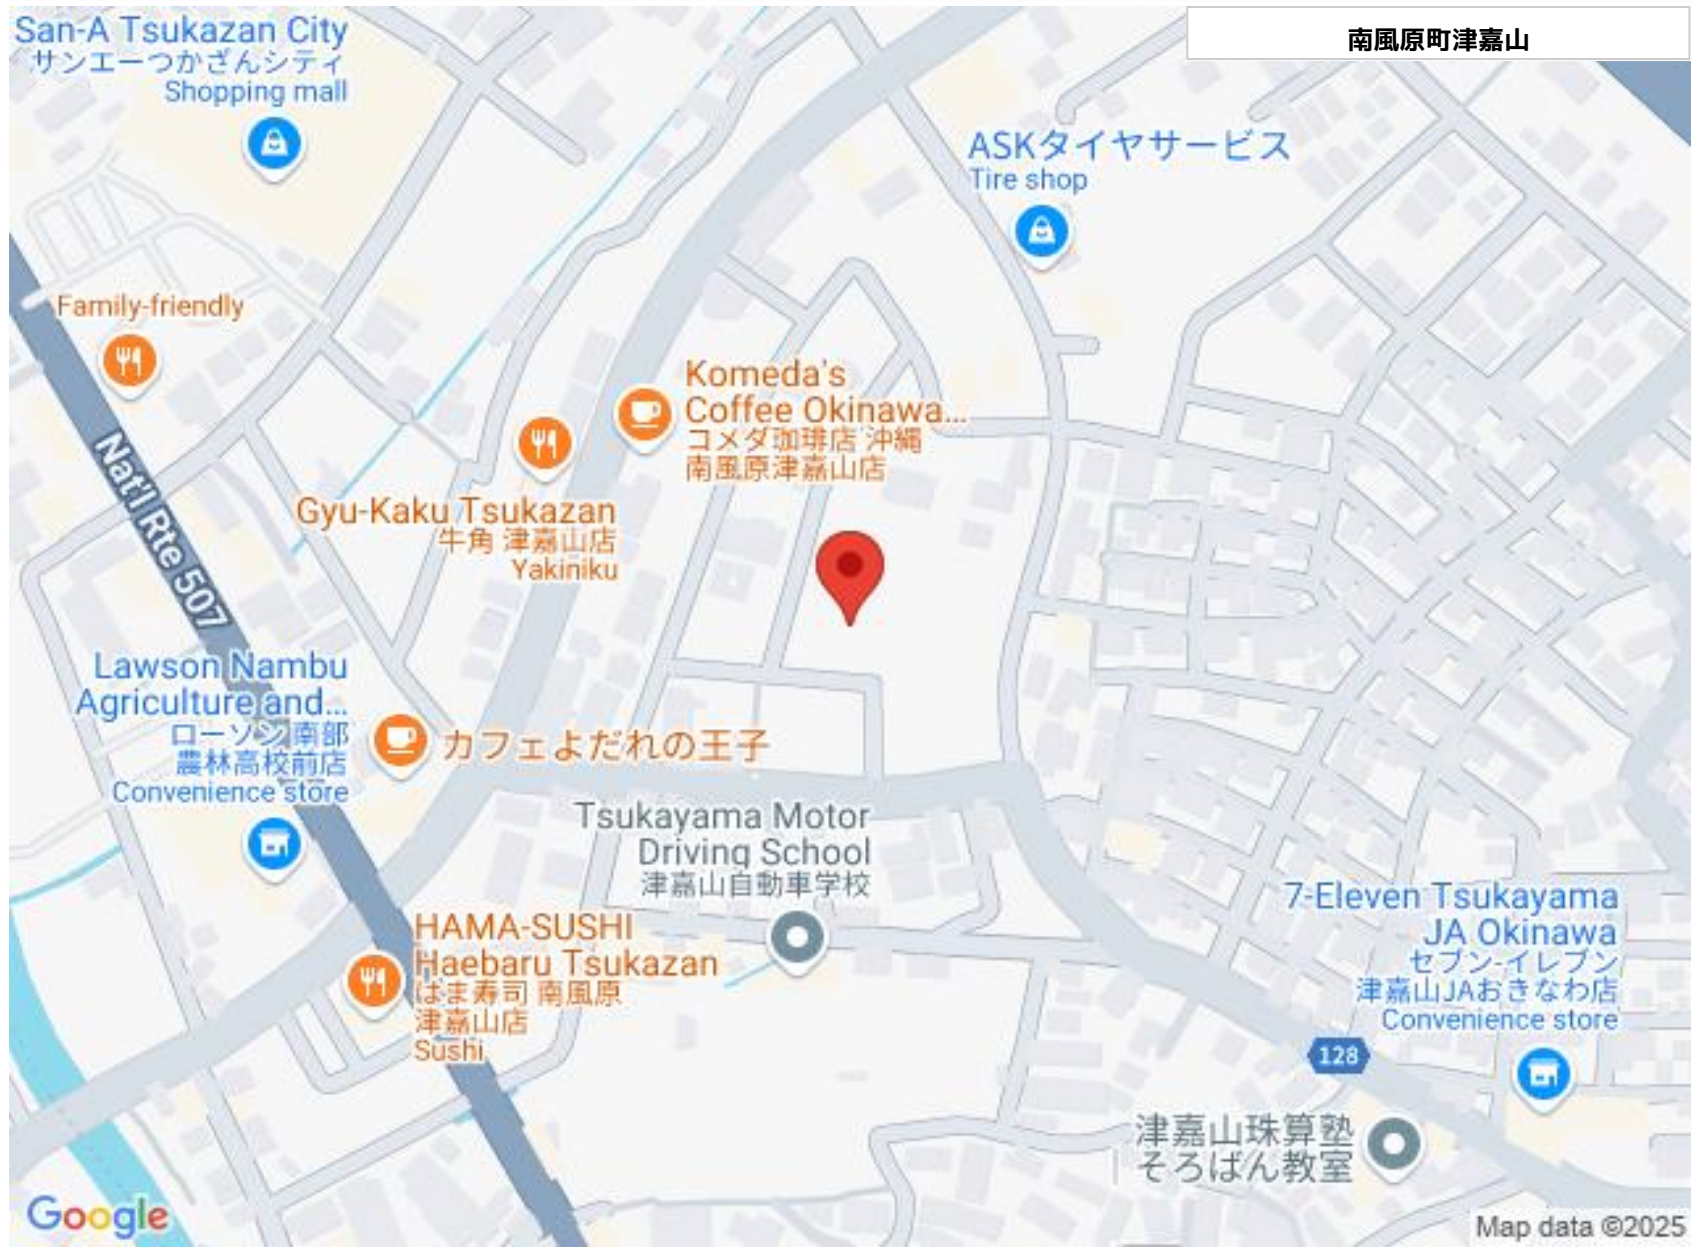 San-A Tsukazan City
サンエーつかざんシティ
Shopping mall
南風原町津嘉山
ASKタイヤサービス
Tire shop
Family-friendly
Komeda's
Coffee Okinawa...
コメダ珈琲店 沖縄
南風原津嘉山店
Nat'l Rte 507
Gyu-Kaku Tsukazan
牛角 津嘉山店
Yakiniku
Lawson Nambu
Agriculture and...
ローソン 南部
農林高校前店
Convenience store
カフェよだれの王子
Tsukayama Motor
Driving School
津嘉山自動車学校
HAMA-SUSHI
Haebaru Tsukazan
はま寿司 南風原
津嘉山店
Sushi
7-Eleven Tsukayama
JA Okinawa
セブン-イレブン
津嘉山JAおきなわ店
Convenience store
128
津嘉山珠算塾
そろばん教室
Google
Map data ©2025